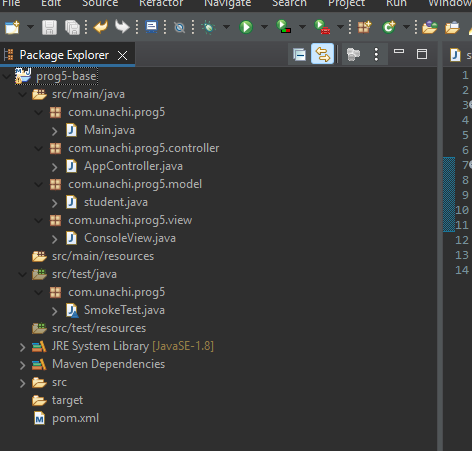 File Edit Source Refactor Navigate Search Project Run Window
Package Explorer
prog5-base
src/main/java
com.unachi.prog5
Main.java
com.unachi.prog5.controller
AppController.java
com.unachi.prog5.model
student.java
com.unachi.prog5.view
ConsoleView.java
src/main/resources
src/test/java
com.unachi.prog5
SmokeTest.java
src/test/resources
JRE System Library [JavaSE-1.8]
Maven Dependencies
src
target
pom.xml
s
1
2
3
4
5
6
7
8
9
10
11
12
13
14